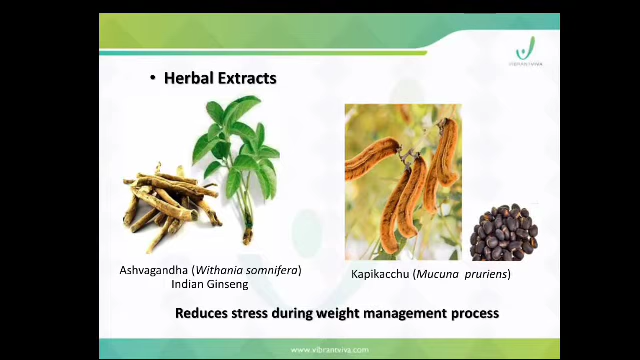 • Herbal Extracts
Ashvagandha (Withania somnifera)
Indian Ginseng
Kapikacchu (Mucuna pruriens)
Reduces stress during weight management process
www.vibrantviva.com